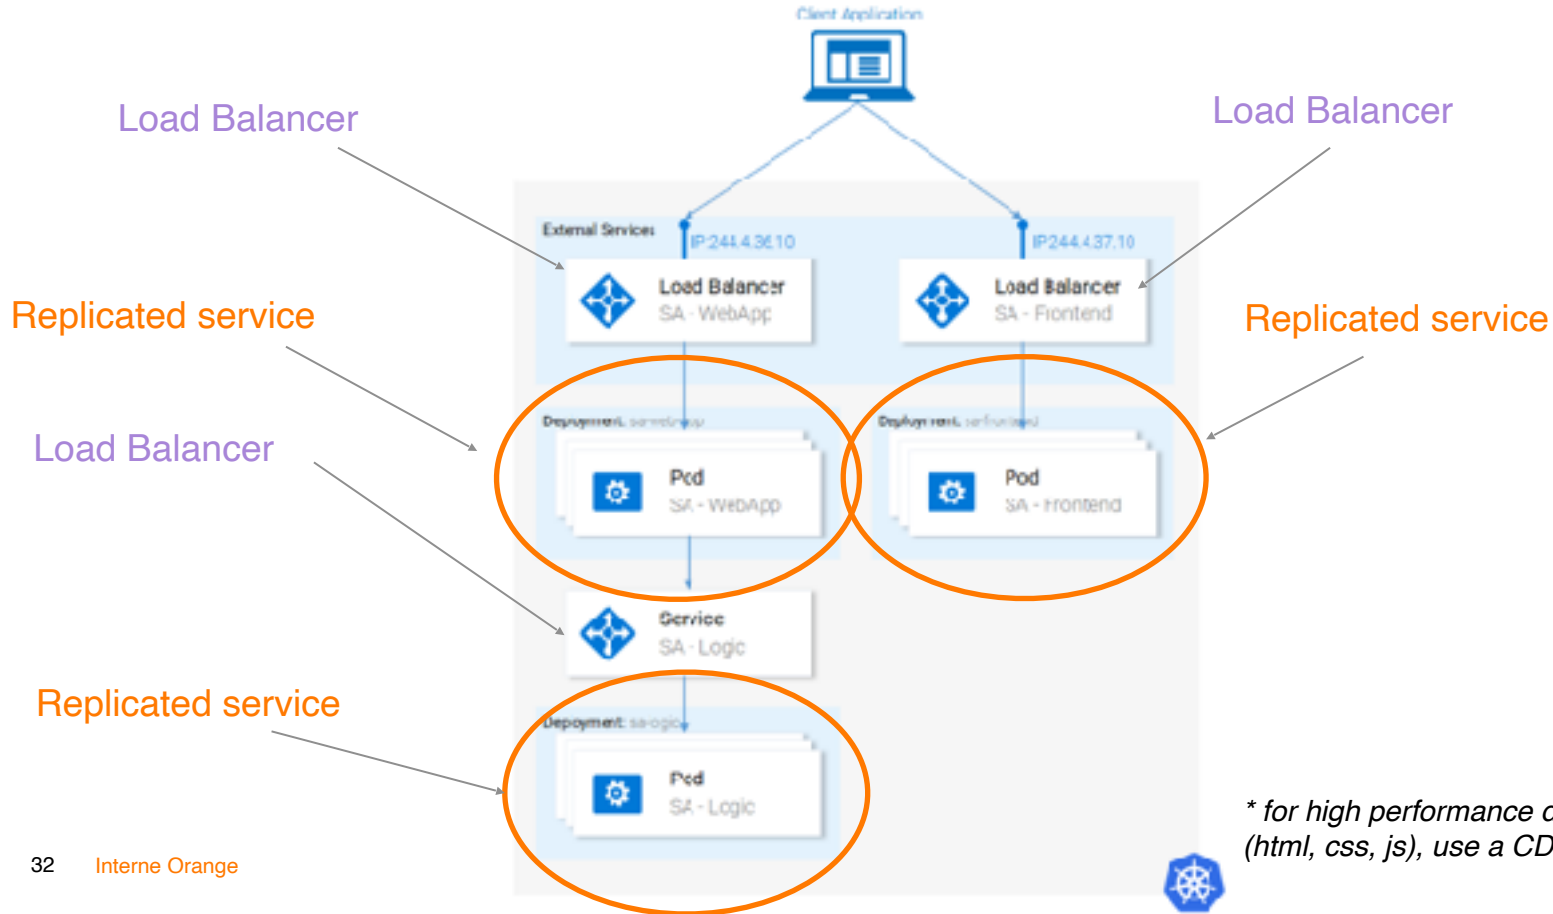 Client Application
Load Balancer
Load Balancer
External Services
IP:244.4.36.10
IP:244.4.37.10
Load Balancer
SA - WebApp
Load Balancer
SA - Frontend
Replicated service
Replicated service
Deployment:
Deployment:
Pod
SA - WebApp
Pod
SA - Frontend
Load Balancer
Service
SA - Logic
Replicated service
Deployment:
Pod
SA - Logic
* for high performance
(html, css, js), use a
32
Interne Orange